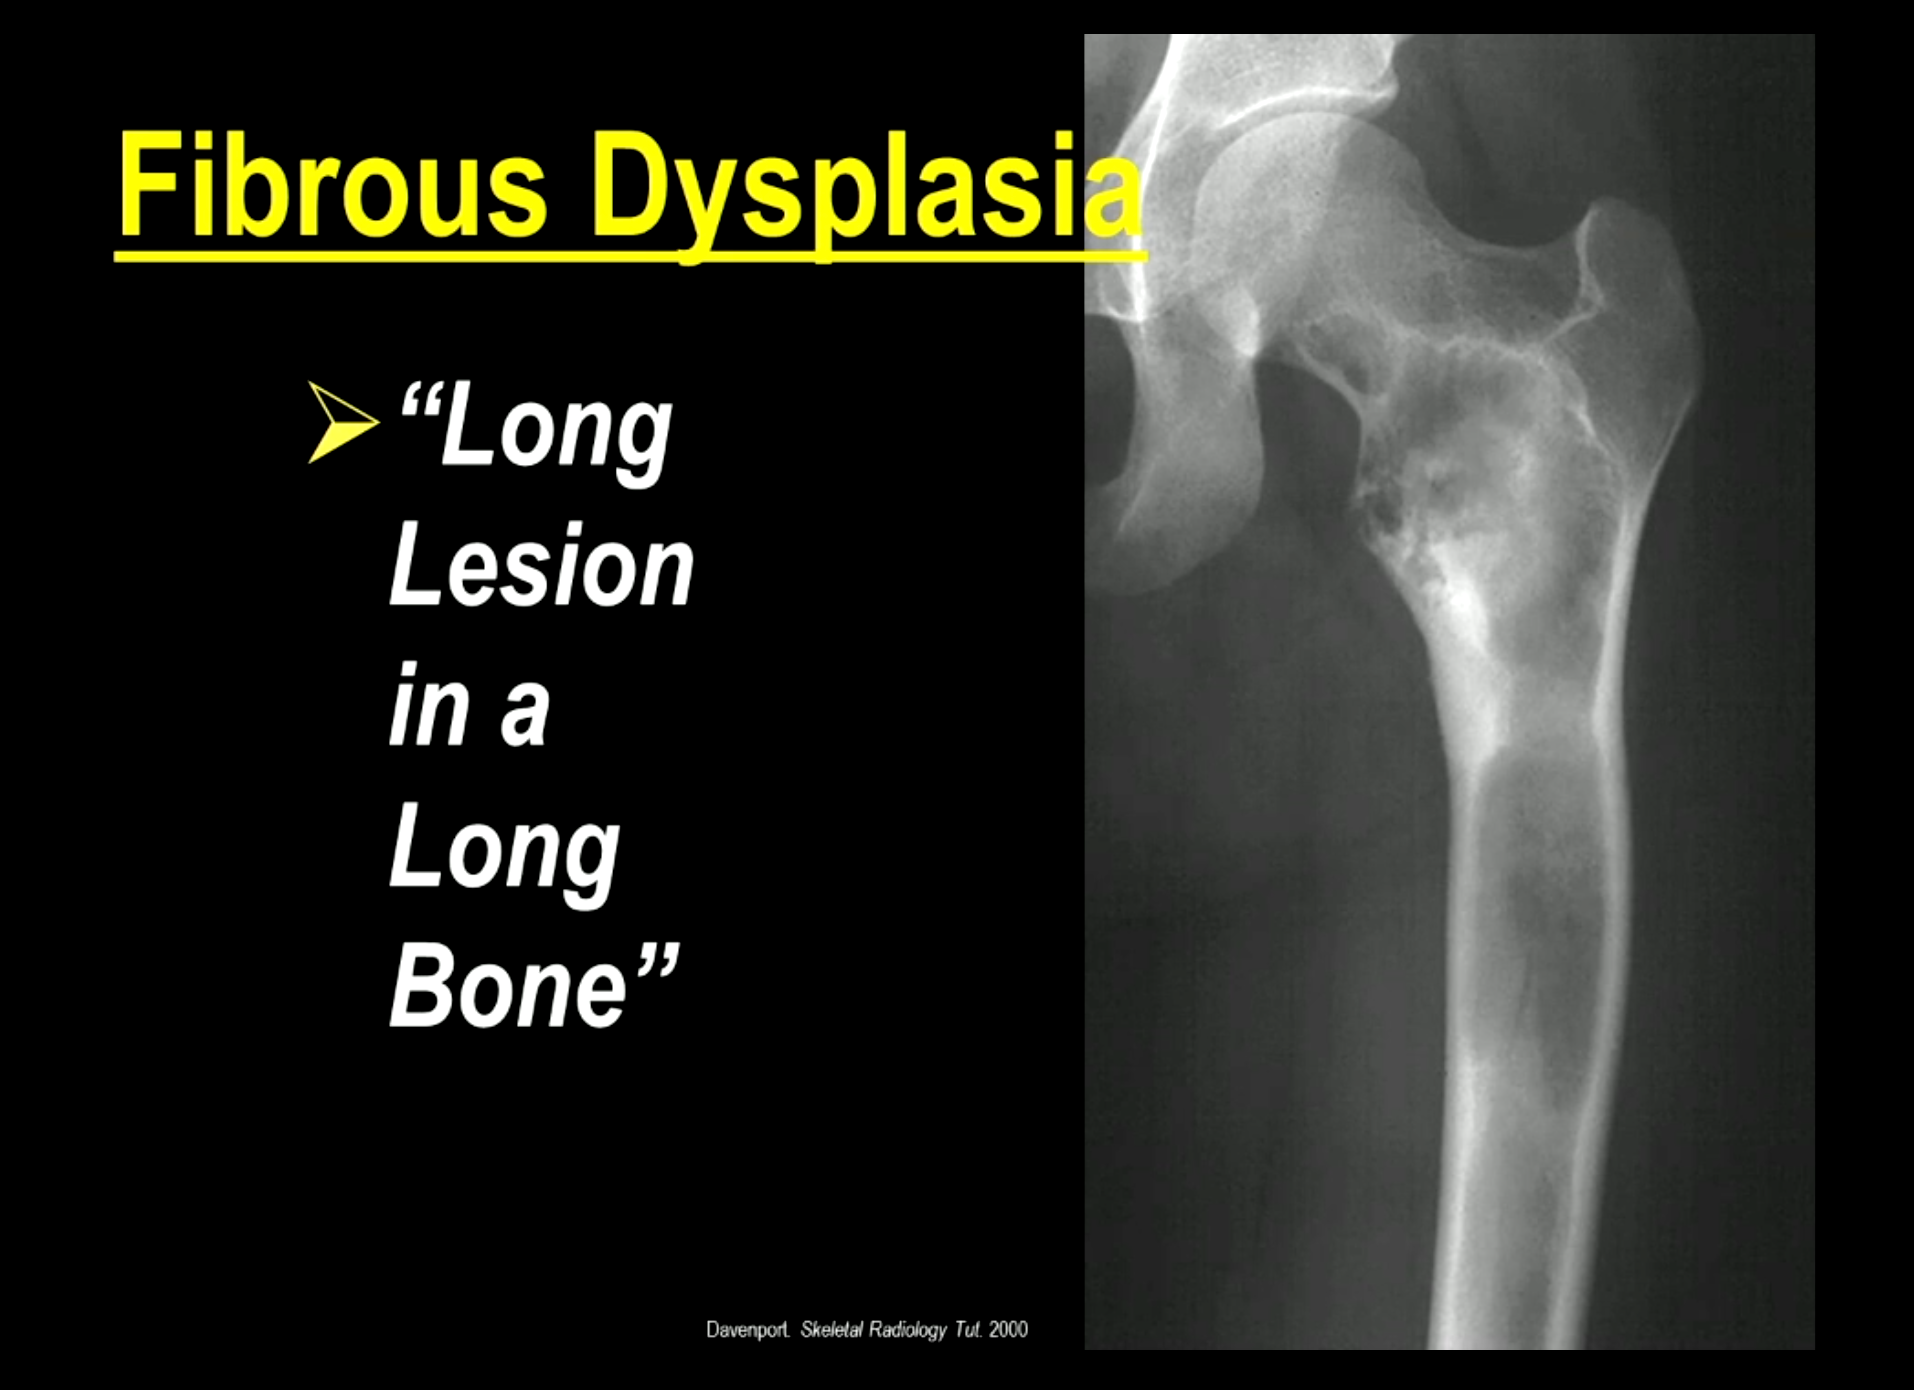 Fibrous Dysplasia
“Long
Lesion
in a
Long
Bone”
Davenport. Skeletal Radiology Tut. 2000